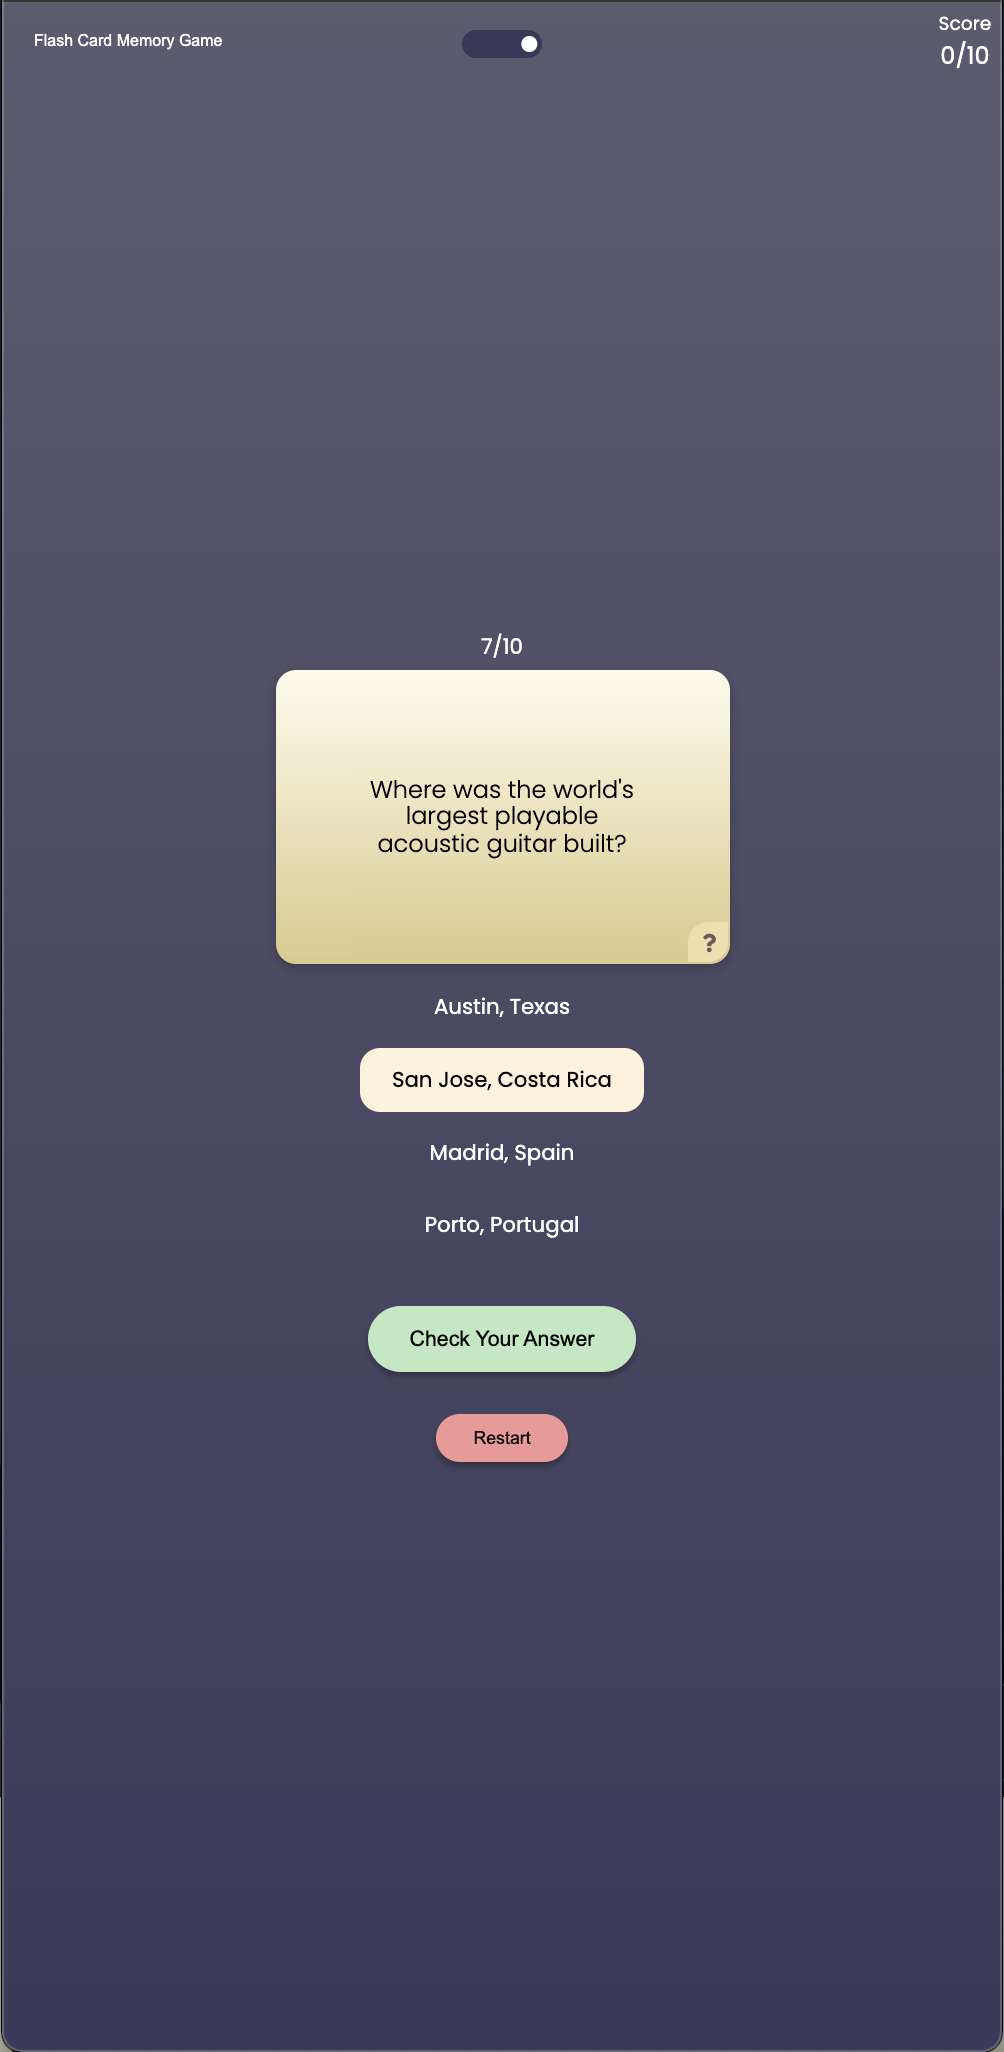 Flash Card Memory Game
Score
0/10
7/10
Where was the world's
largest playable
acoustic guitar built?
?
Austin, Texas
San Jose, Costa Rica
Madrid, Spain
Porto, Portugal
Check Your Answer
Restart